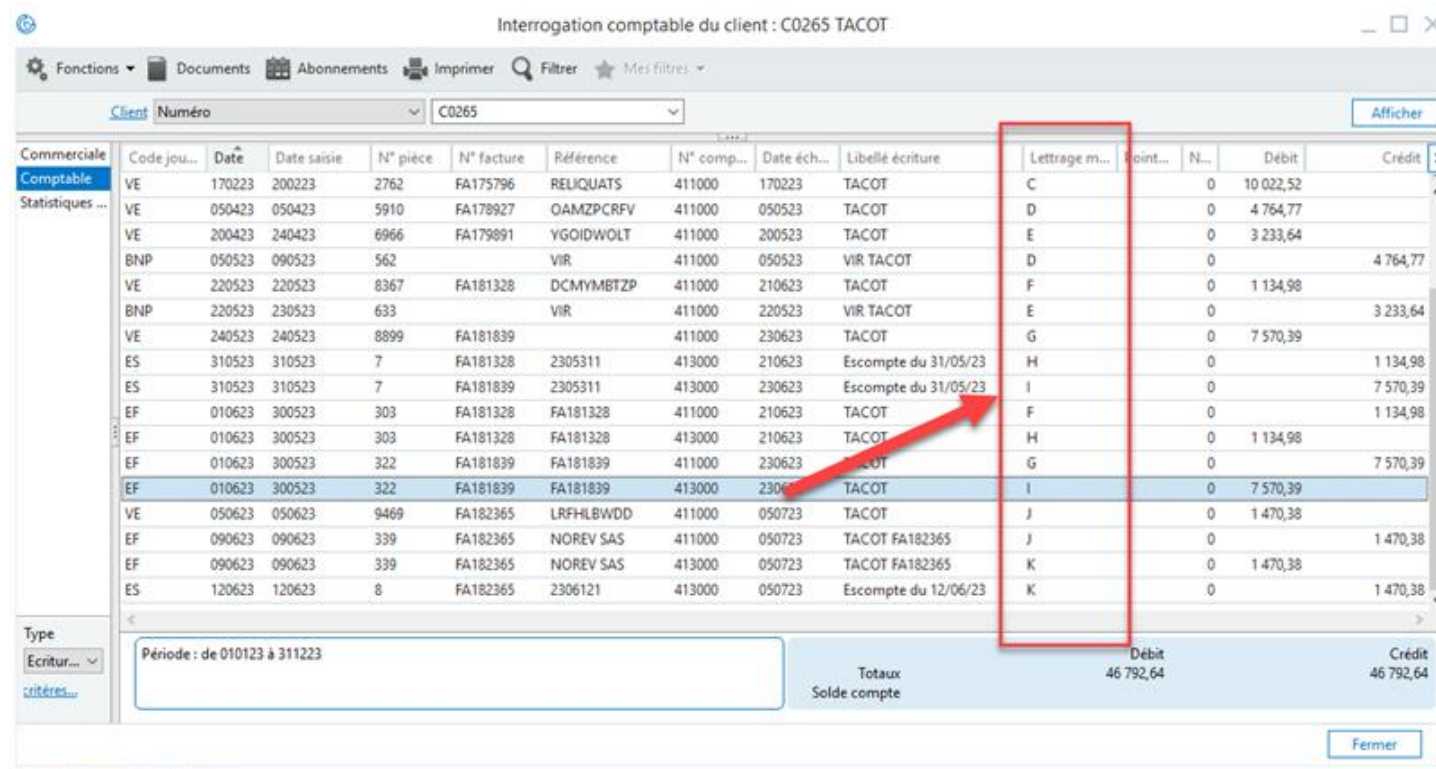 Interrogation comptable du client : C0265 TACOT
Fonctions Documents Abonnements Imprimer Filtrer Mes filtres
Client Numéro C0265 Afficher
Commerciale
Comptable
Statistiques ...
Code jou... Date Date saisie N° pièce N° facture Référence N° comp... Date éch... Libellé écriture Lettrage m... Point... N... Débit Crédit
VE 170223 200223 2762 FA175796 RELIQUATS 411000 170223 TACOT C 0 10 022,52
VE 050423 050423 5910 FA178927 OAMZPCRFV 411000 050523 TACOT D 0 4 764,77
VE 200423 240423 6966 FA179891 YGOIDWOLT 411000 200523 TACOT E 0 3 233,64
BNP 050523 090523 562 VIR 411000 050523 VIR TACOT D 0 4 764,77
VE 220523 220523 8367 FA181328 DCMYMBTZP 411000 210623 TACOT F 0 1 134,98
BNP 220523 230523 633 VIR 411000 220523 VIR TACOT E 0 3 233,64
VE 240523 240523 8899 FA181839 411000 230623 TACOT G 0 7 570,39
ES 310523 310523 7 FA181328 2305311 413000 210623 Escompte du 31/05/23 H 0 1 134,98
ES 310523 310523 7 FA181839 2305311 413000 230623 Escompte du 31/05/23 I 0 7 570,39
EF 010623 300523 303 FA181328 FA181328 411000 210623 TACOT F 0 1 134,98
EF 010623 300523 303 FA181328 FA181328 413000 210623 TACOT H 0 1 134,98
EF 010623 300523 322 FA181839 FA181839 411000 230623 G 0 7 570,39
EF 010623 300523 322 FA181839 FA181839 413000 TACOT I 0 7 570,39
VE 050623 050623 9469 FA182365 LRFHLBWDD 411000 050723 TACOT J 0 1 470,38
EF 090623 090623 339 FA182365 NOREV SAS 411000 050723 TACOT FA182365 J 0 1 470,38
EF 090623 090623 339 FA182365 NOREV SAS 413000 050723 TACOT FA182365 K 0 1 470,38
ES 120623 120623 8 FA182365 2306121 413000 050723 Escompte du 12/06/23 K 0 1 470,38
Type
Ecritur...
critères...
Période : de 010123 à 311223
Débit Crédit
Totaux 46 792,64 46 792,64
Solde compte
Fermer